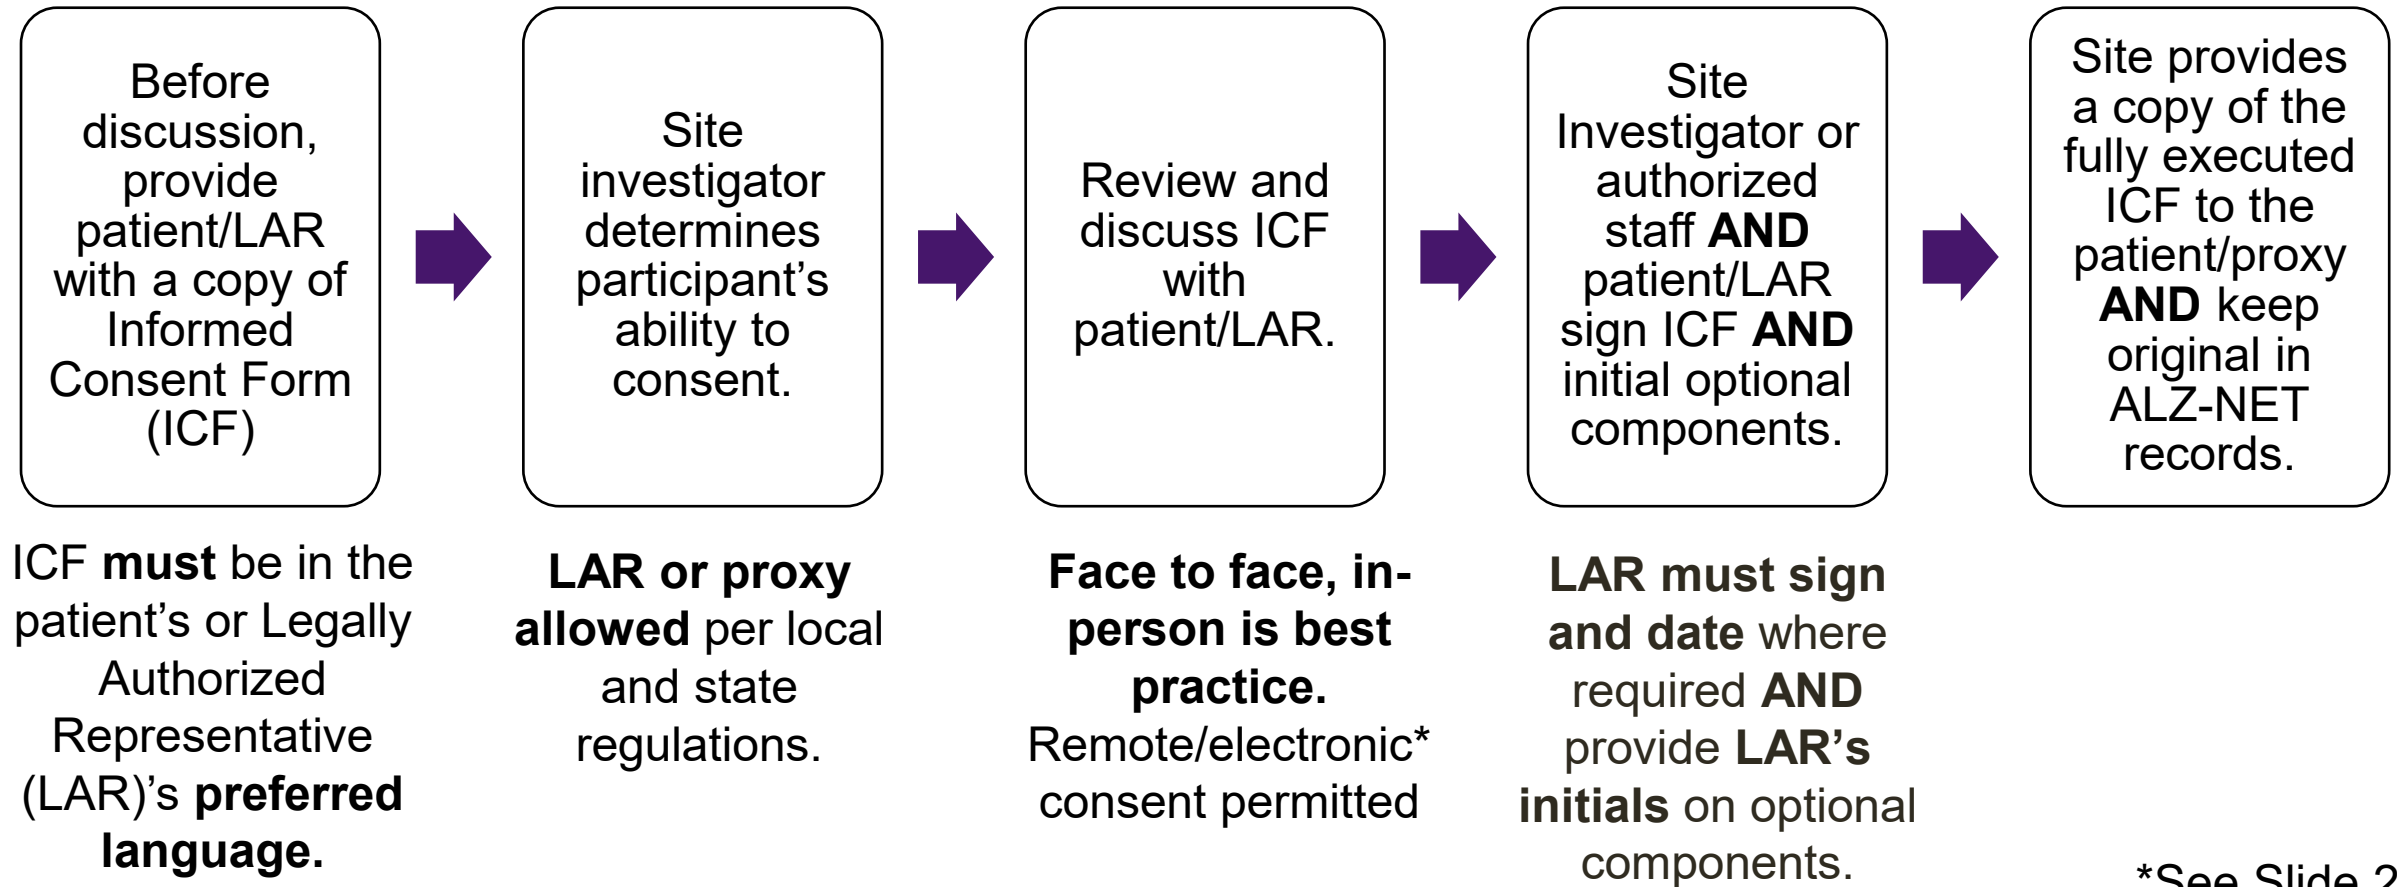 Before
discussion,
provide
patient/LAR
with a copy of
Informed
Consent Form
(ICF)
Site
investigator
determines
participant’s
ability to
consent.
Review and
discuss ICF
with
patient/LAR.
Site
Investigator or
authorized
staff AND
patient/LAR
sign ICF AND
initial optional
components.
Site provides
a copy of the
fully executed
ICF to the
patient/proxy
AND keep
original in
ALZ-NET
records.
ICF must be in the
patient’s or Legally
Authorized
Representative
(LAR)’s preferred
language.
LAR or proxy
allowed per local
and state
regulations.
Face to face, in-
person is best
practice.
Remote/electronic*
consent permitted
LAR must sign
and date where
required AND
provide LAR’s
initials on optional
components.
*See Slide 2